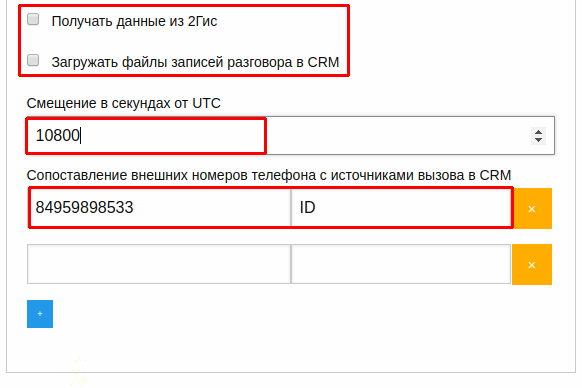 Получать данные из 2Гис
Загружать файлы записей разговора в CRM
Смещение в секундах от UTC
10800
Сопоставление внешних номеров телефона с источниками вызова в CRM
84959898533 ID ×
×
+